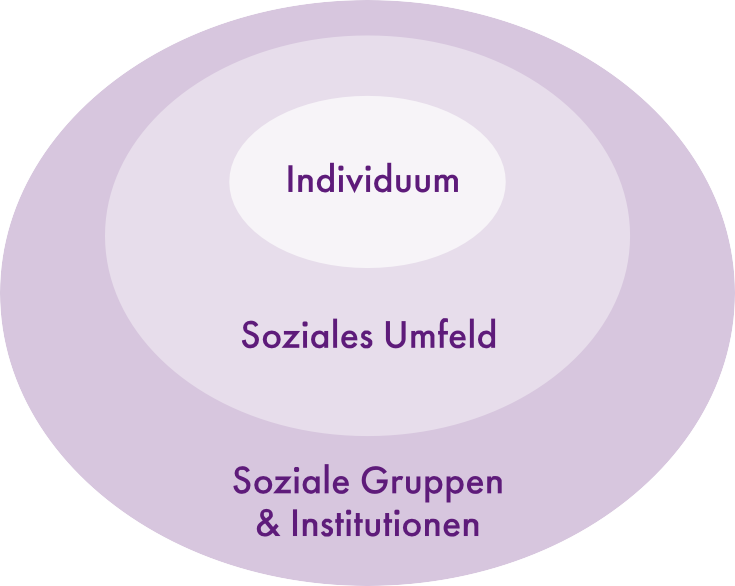 Individuum
Soziales Umfeld
Soziale Gruppen
& Institutionen